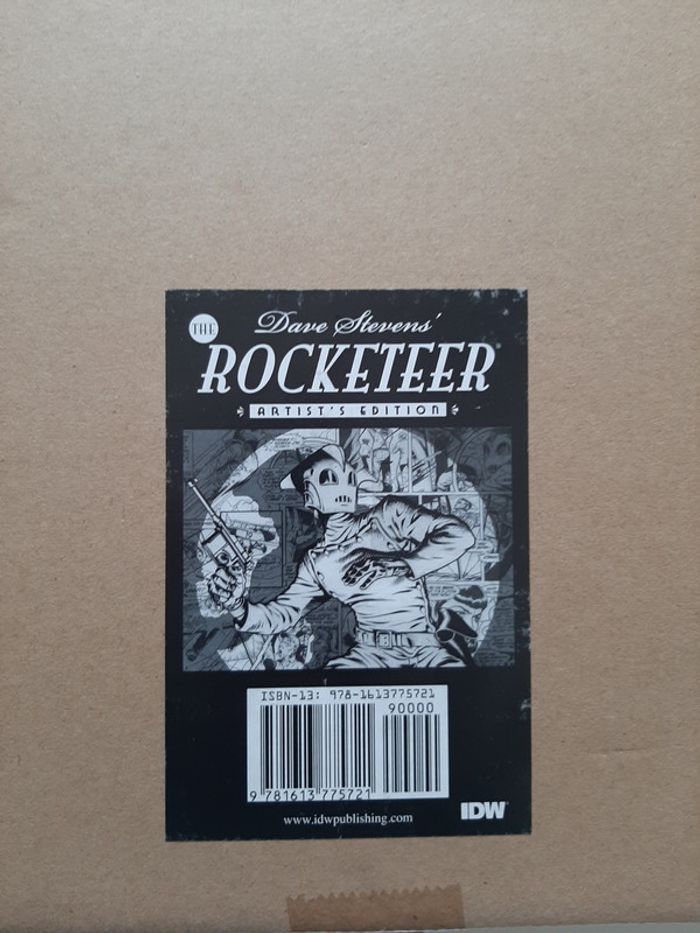 THE
Dave Stevens'
ROCKETEER
ARTIST'S EDITION
ISBN-13: 978-1613775721
90000
9 781613 775721
www.idwpublishing.com
IDW